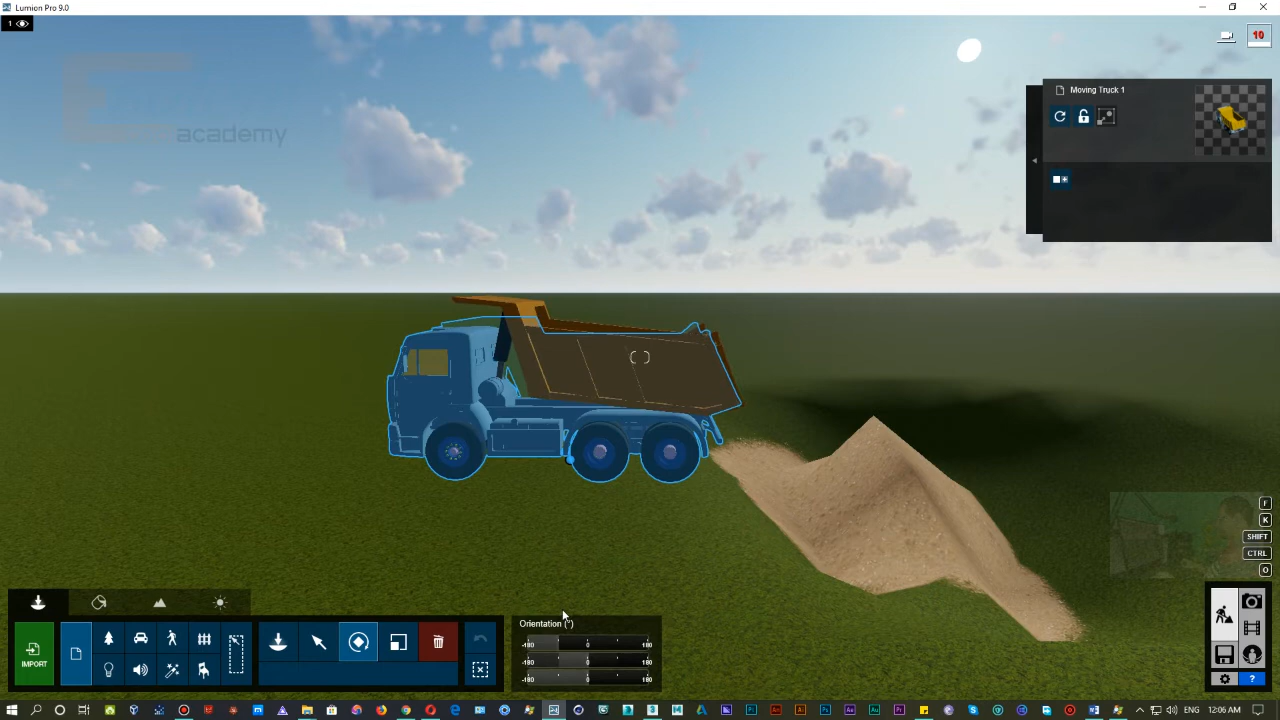 Lumion Pro 9.0
1
10
academy
Moving Truck 1
SHIFT
CTRL
K
O
IMPORT
Orientation (°)
-180 0 180
-180 0 180
-180 0 180
?
ENG 12:06 AM